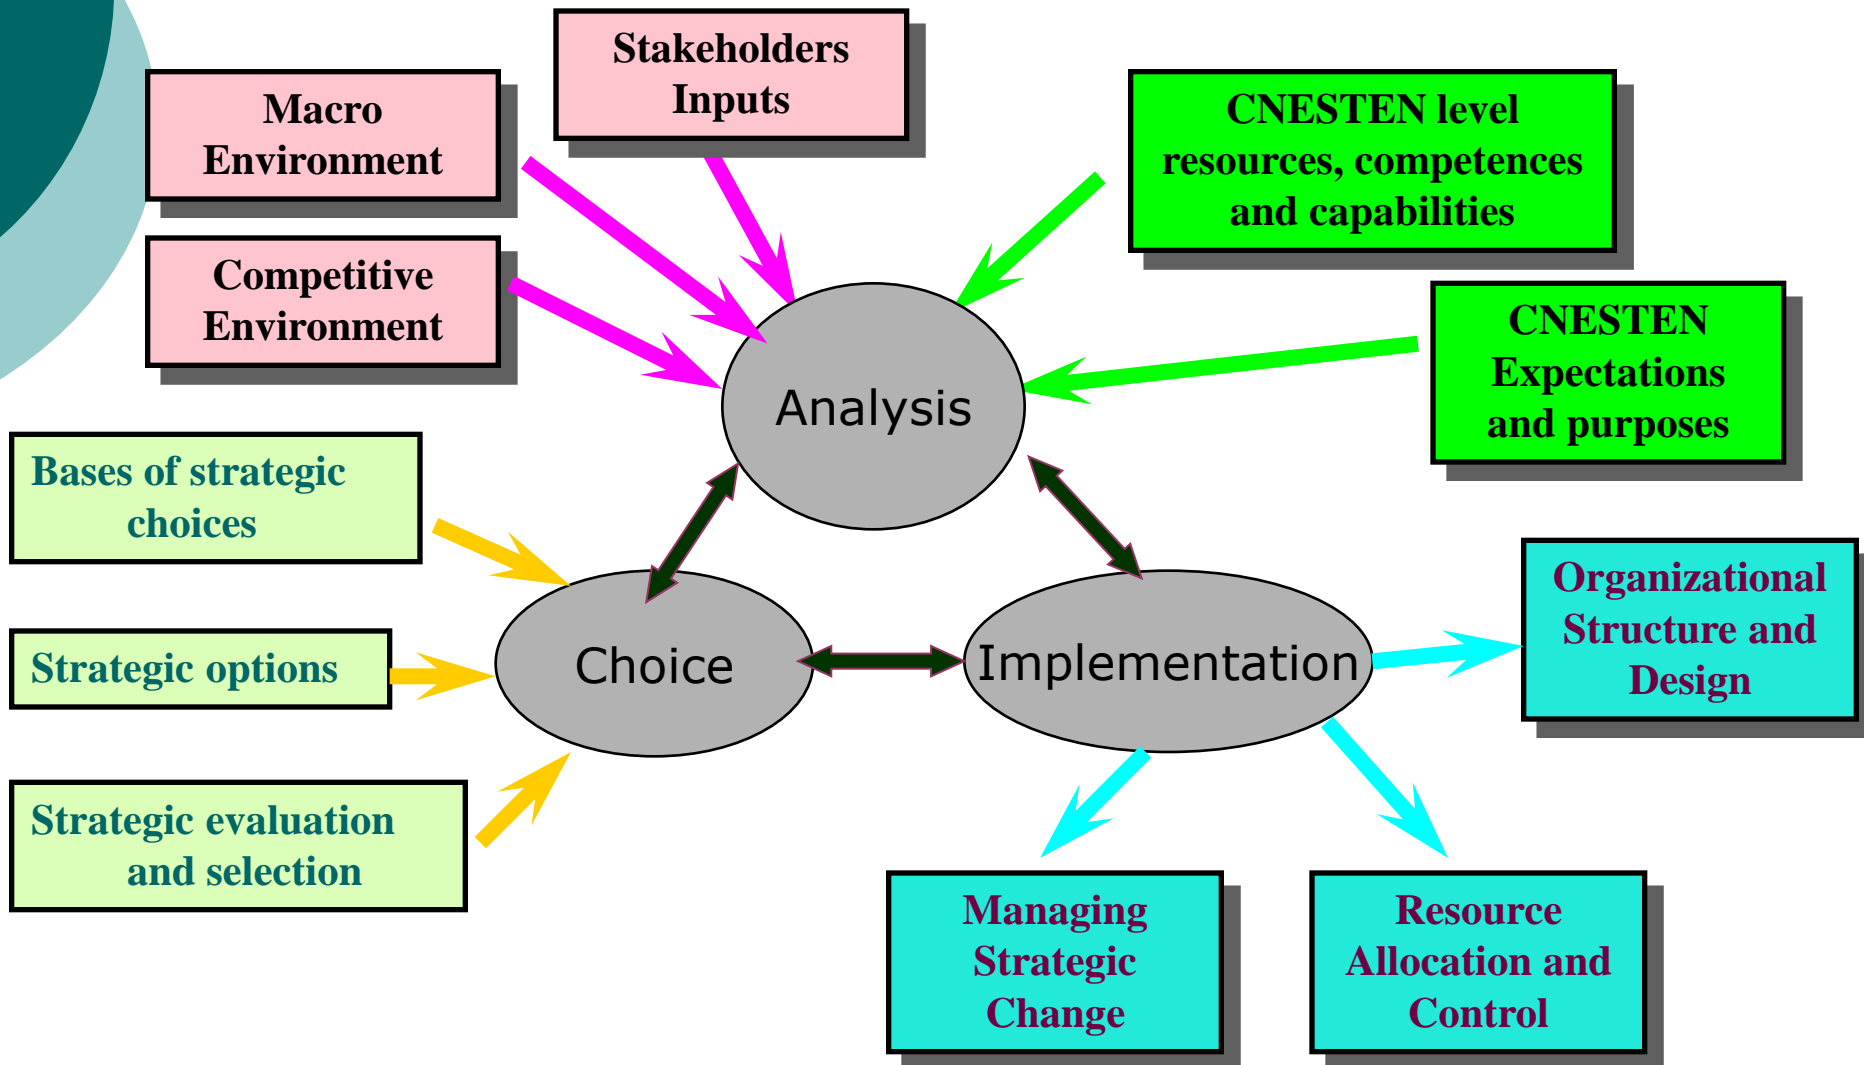 Stakeholders
Inputs
Macro
Environment
CNESTEN level
resources, competences
and capabilities
Competitive
Environment
CNESTEN
Expectations
and purposes
Analysis
Bases of strategic
choices
Organizational
Structure and
Design
Strategic options
Choice
Implementation
Strategic evaluation
and selection
Managing
Strategic
Change
Resource
Allocation and
Control